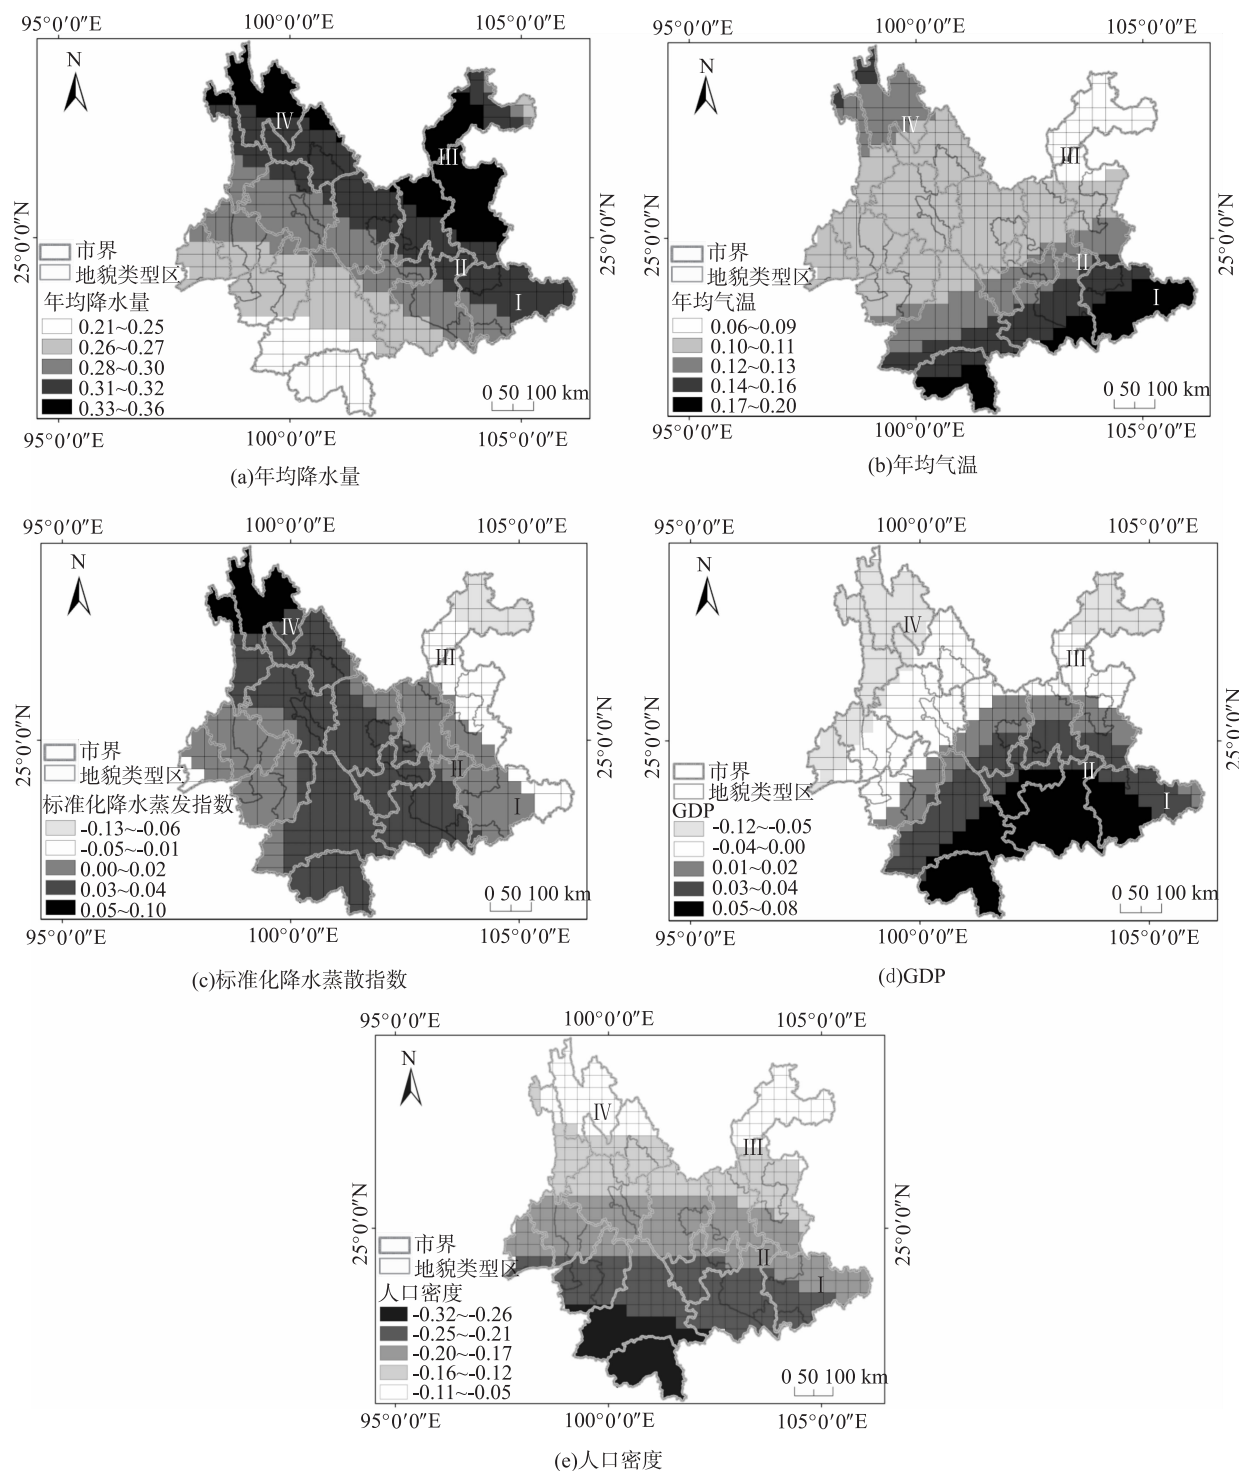 95°0′0″E 100°0′0″E 105°0′0″E
N
IV
III
II
I
25°0′0″N
25°0′0″N
市界
地貌类型区
年均降水量
0.21~0.25
0.26~0.27
0.28~0.30
0.31~0.32
0.33~0.36
0 50 100 km
95°0′0″E 100°0′0″E 105°0′0″E
(a)年均降水量
95°0′0″E 100°0′0″E 105°0′0″E
N
IV
III
II
I
25°0′0″N
市界
地貌类型区
年均气温
0.06~0.09
0.10~0.11
0.12~0.13
0.14~0.16
0.17~0.20
0 50 100 km
95°0′0″E 100°0′0″E 105°0′0″E
(b)年均气温
95°0′0″E 100°0′0″E 105°0′0″E
N
IV
III
II
I
25°0′0″N
25°0′0″N
市界
地貌类型区
标准化降水蒸发指数
-0.13~-0.06
-0.05~-0.01
0.00~0.02
0.03~0.04
0.05~0.10
0 50 100 km
95°0′0″E 100°0′0″E 105°0′0″E
(c)标准化降水蒸散指数
95°0′0″E 100°0′0″E 105°0′0″E
N
IV
III
II
I
25°0′0″N
市界
地貌类型区
GDP
-0.12~-0.05
-0.04~0.00
0.01~0.02
0.03~0.04
0.05~0.08
0 50 100 km
95°0′0″E 100°0′0″E 105°0′0″E
(d)GDP
95°0′0″E 100°0′0″E 105°0′0″E
N
IV
III
II
I
25°0′0″N
25°0′0″N
市界
地貌类型区
人口密度
-0.32~-0.26
-0.25~-0.21
-0.20~-0.17
-0.16~-0.12
-0.11~-0.05
0 50 100 km
95°0′0″E 100°0′0″E 105°0′0″E
(e)人口密度